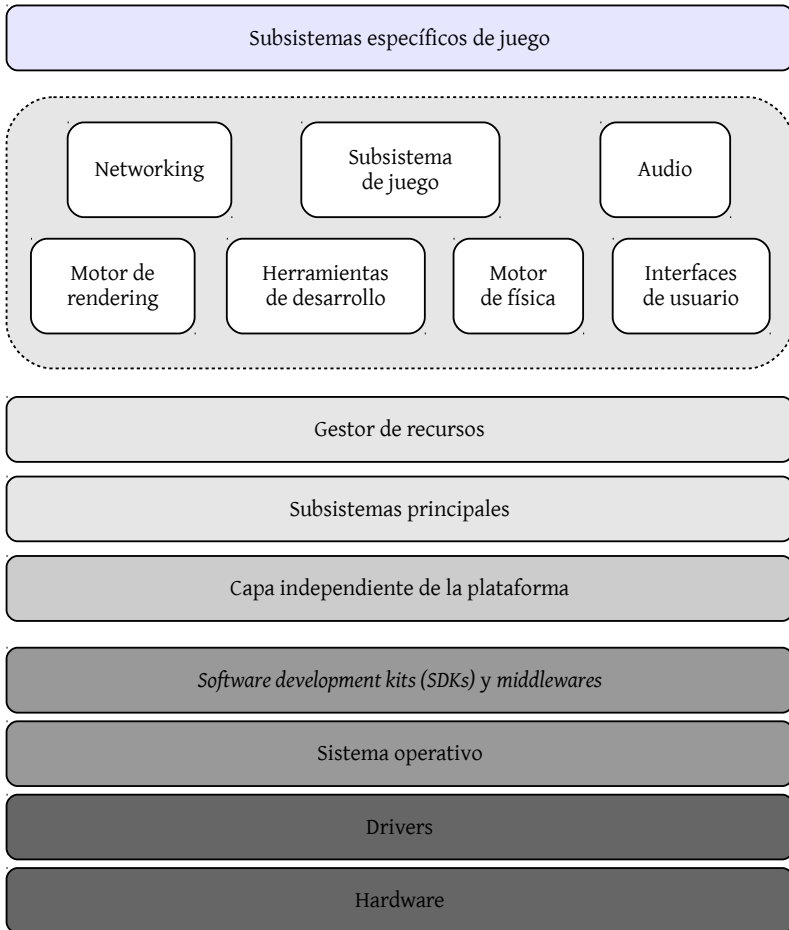 Subsistemas específicos de juego
Networking
Subsistema
de juego
Audio
Motor de
rendering
Herramientas
de desarrollo
Motor
de física
Interfaces
de usuario
Gestor de recursos
Subsistemas principales
Capa independiente de la plataforma
Software development kits (SDKs) y middlewares
Sistema operativo
Drivers
Hardware